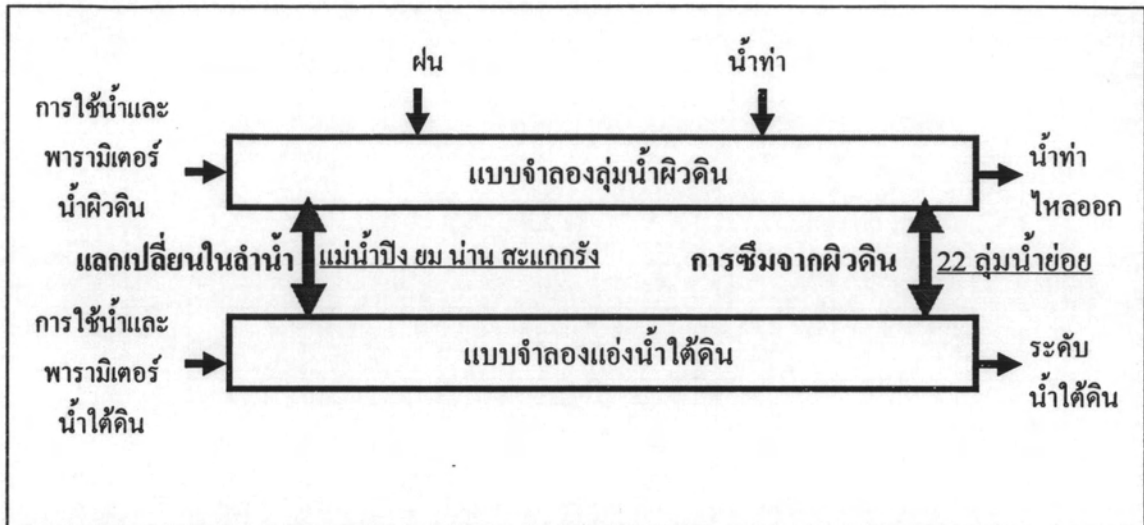 ฝน
น้ำท่า
การใช้น้ำและ
พารามิเตอร์
น้ำผิวดิน
แบบจำลองลุ่มน้ำผิวดิน
น้ำท่า
ไหลออก
แลกเปลี่ยนในลำน้ำ
แม่น้ำปิง ยม น่าน สะแกกรัง
การซึมจากผิวดิน
22 ลุ่มน้ำย่อย
การใช้น้ำและ
พารามิเตอร์
น้ำใต้ดิน
แบบจำลองแอ่งน้ำใต้ดิน
ระดับ
น้ำใต้ดิน